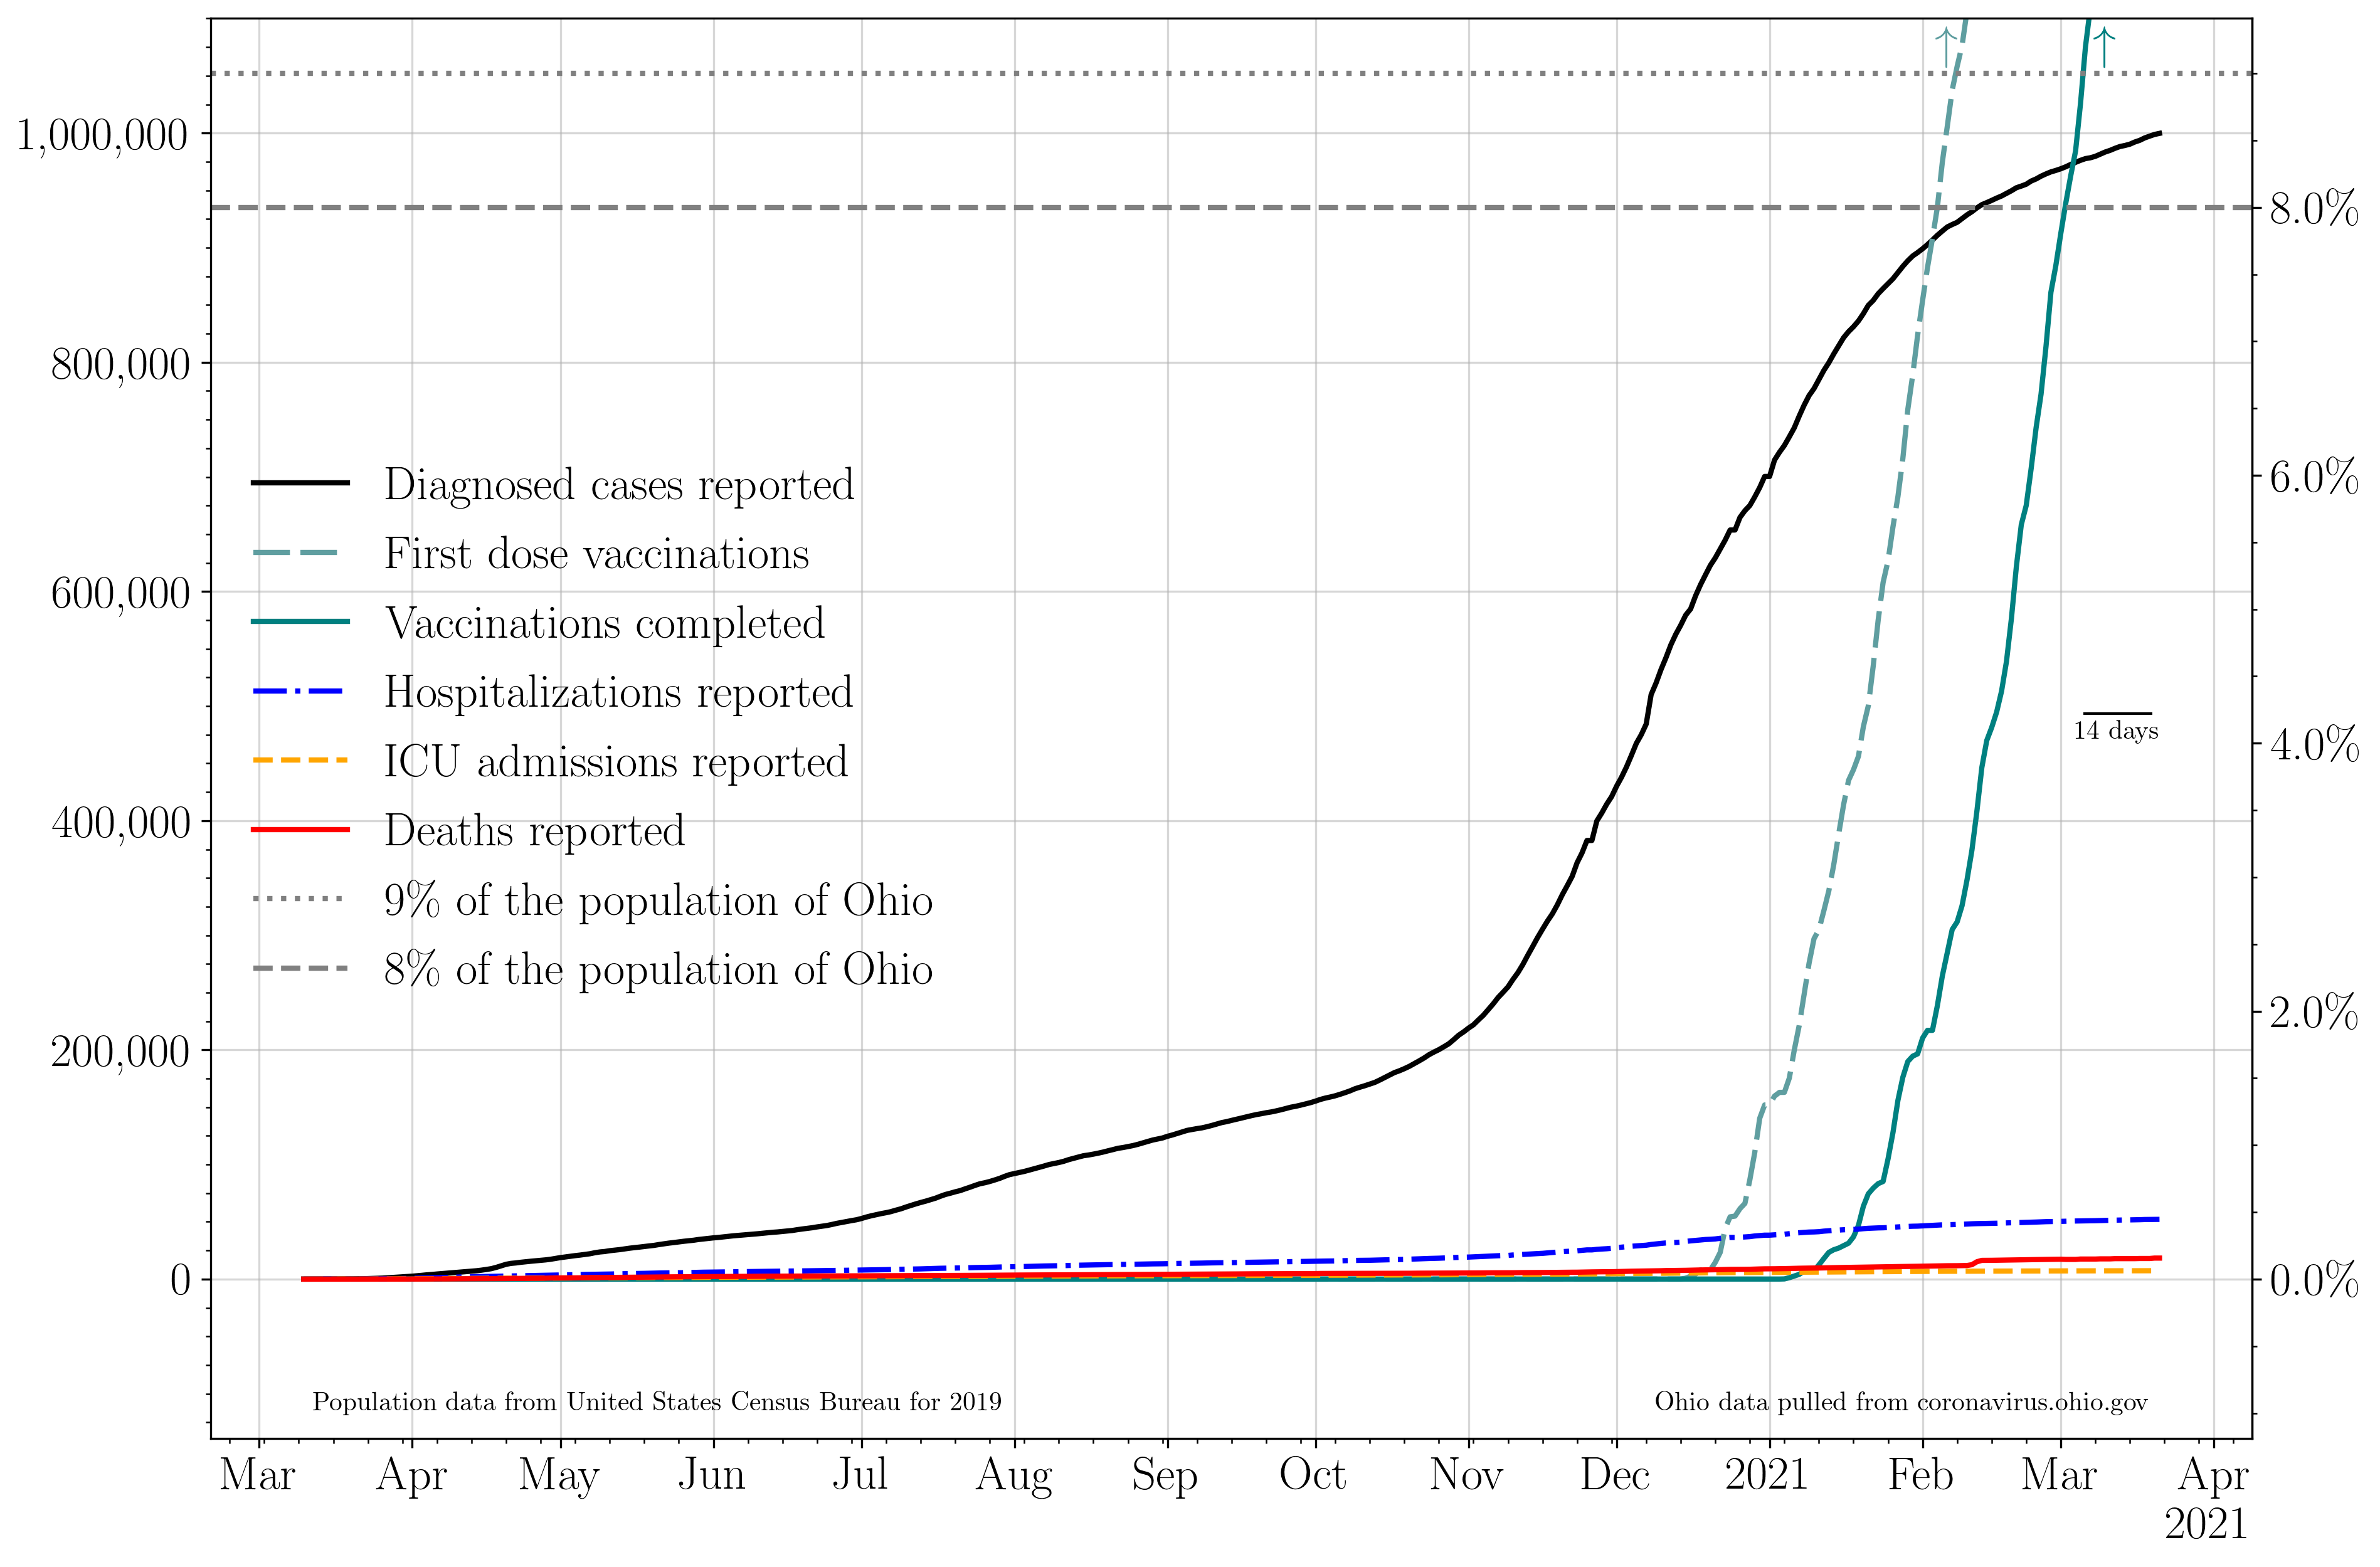 1,000,000
800,000
600,000
400,000
200,000
0
8.0%
6.0%
4.0%
2.0%
0.0%
Diagnosed cases reported
First dose vaccinations
Vaccinations completed
Hospitalizations reported
ICU admissions reported
Deaths reported
9% of the population of Ohio
8% of the population of Ohio
14 days
Population data from United States Census Bureau for 2019
Ohio data pulled from coronavirus.ohio.gov
Mar Apr May Jun Jul Aug Sep Oct Nov Dec 2021 Feb Mar Apr
2021